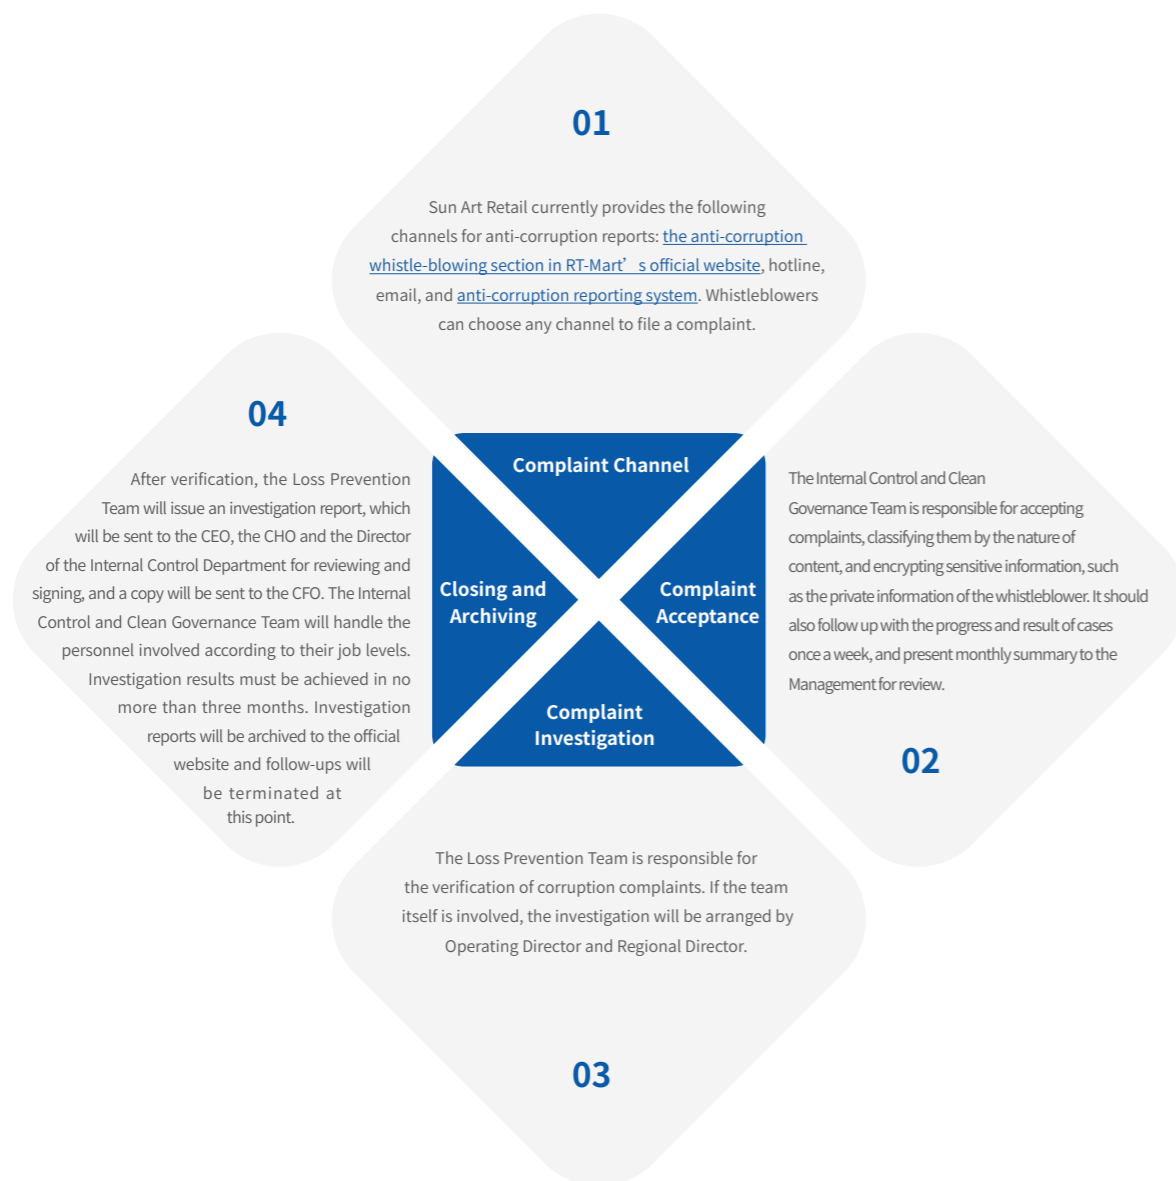 01
Sun Art Retail currently provides the following
channels for anti-corruption reports: the anti-corruption
whistle-blowing section in RT-Mart’ s official website, hotline,
email, and anti-corruption reporting system. Whistleblowers
can choose any channel to file a complaint.
Complaint Channel
Complaint
Acceptance
The Internal Control and Clean
Governance Team is responsible for accepting
complaints, classifying them by the nature of
content, and encrypting sensitive information, such
as the private information of the whistleblower. It should
also follow up with the progress and result of cases
once a week, and present monthly summary to the
Management for review.
02
Complaint
Investigation
The Loss Prevention Team is responsible for
the verification of corruption complaints. If the team
itself is involved, the investigation will be arranged by
Operating Director and Regional Director.
03
Closing and
Archiving
04
After verification, the Loss Prevention
Team will issue an investigation report, which
will be sent to the CEO, the CHO and the Director
of the Internal Control Department for reviewing and
signing, and a copy will be sent to the CFO. The Internal
Control and Clean Governance Team will handle the
personnel involved according to their job levels.
Investigation results must be achieved in no
more than three months. Investigation
reports will be archived to the official
website and follow-ups will
be terminated at
this point.